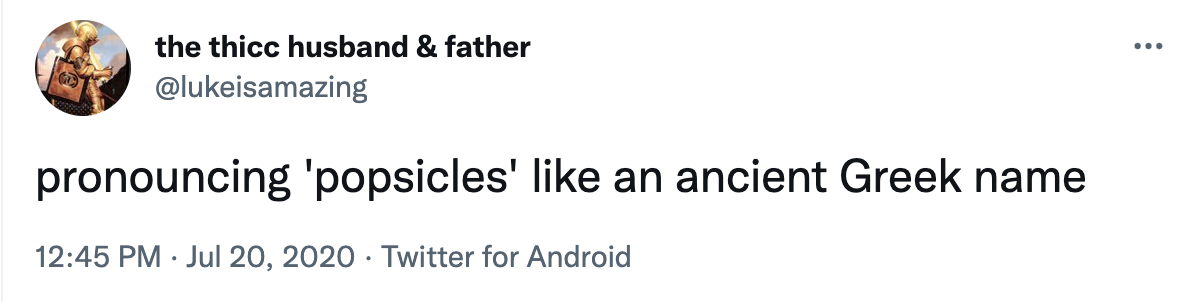 the thicc husband & father
@lukeisamazing
pronouncing 'popsicles' like an ancient Greek name
12:45 PM · Jul 20, 2020 · Twitter for Android